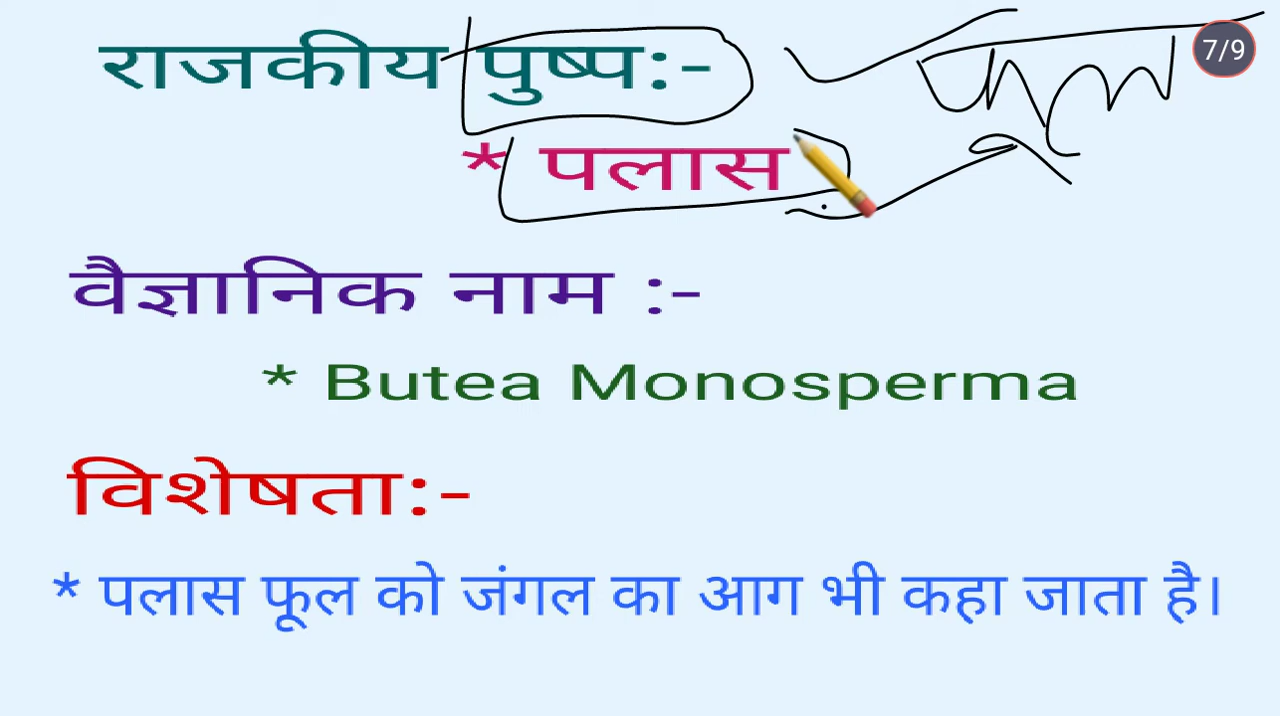 राजकीय पुष्प:-
फूल
7/9
* पलास
वैज्ञानिक नाम :-
* Butea Monosperma
विशेषता:-
* पलास फूल को जंगल का आग भी कहा जाता है।